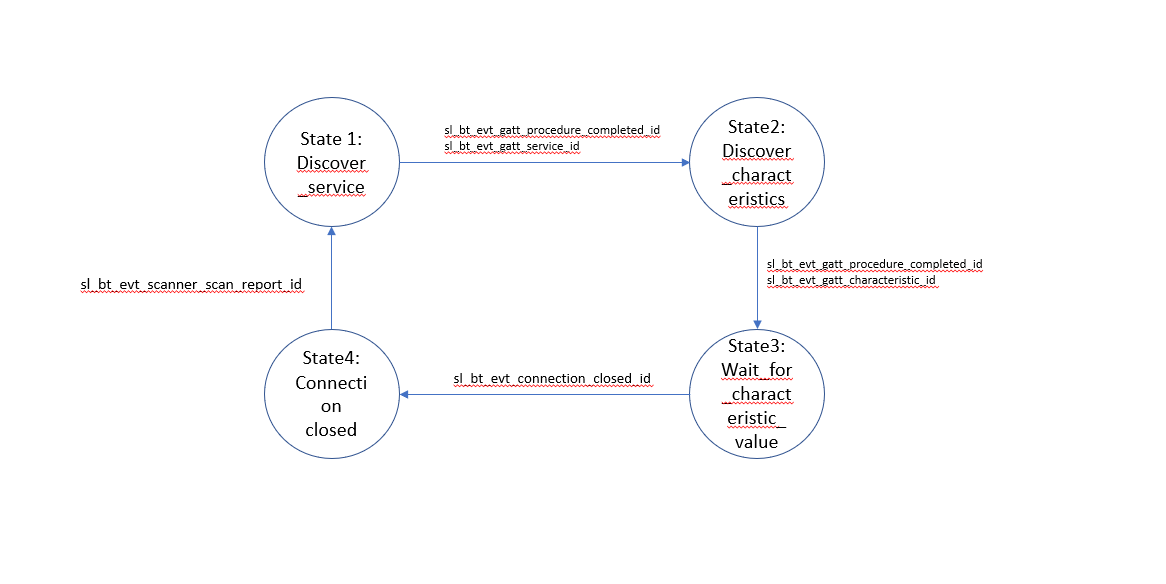 State 1:
Discover
_service
sl_bt_evt_gatt_procedure_completed_id
sl_bt_evt_gatt_service_id
State2:
Discover
_charact
eristics
sl_bt_evt_gatt_procedure_completed_id
sl_bt_evt_gatt_characteristic_id
State3:
Wait_for
_charact
eristic_
value
sl_bt_evt_connection_closed_id
State4:
Connecti
on
closed
sl_bt_evt_scanner_scan_report_id